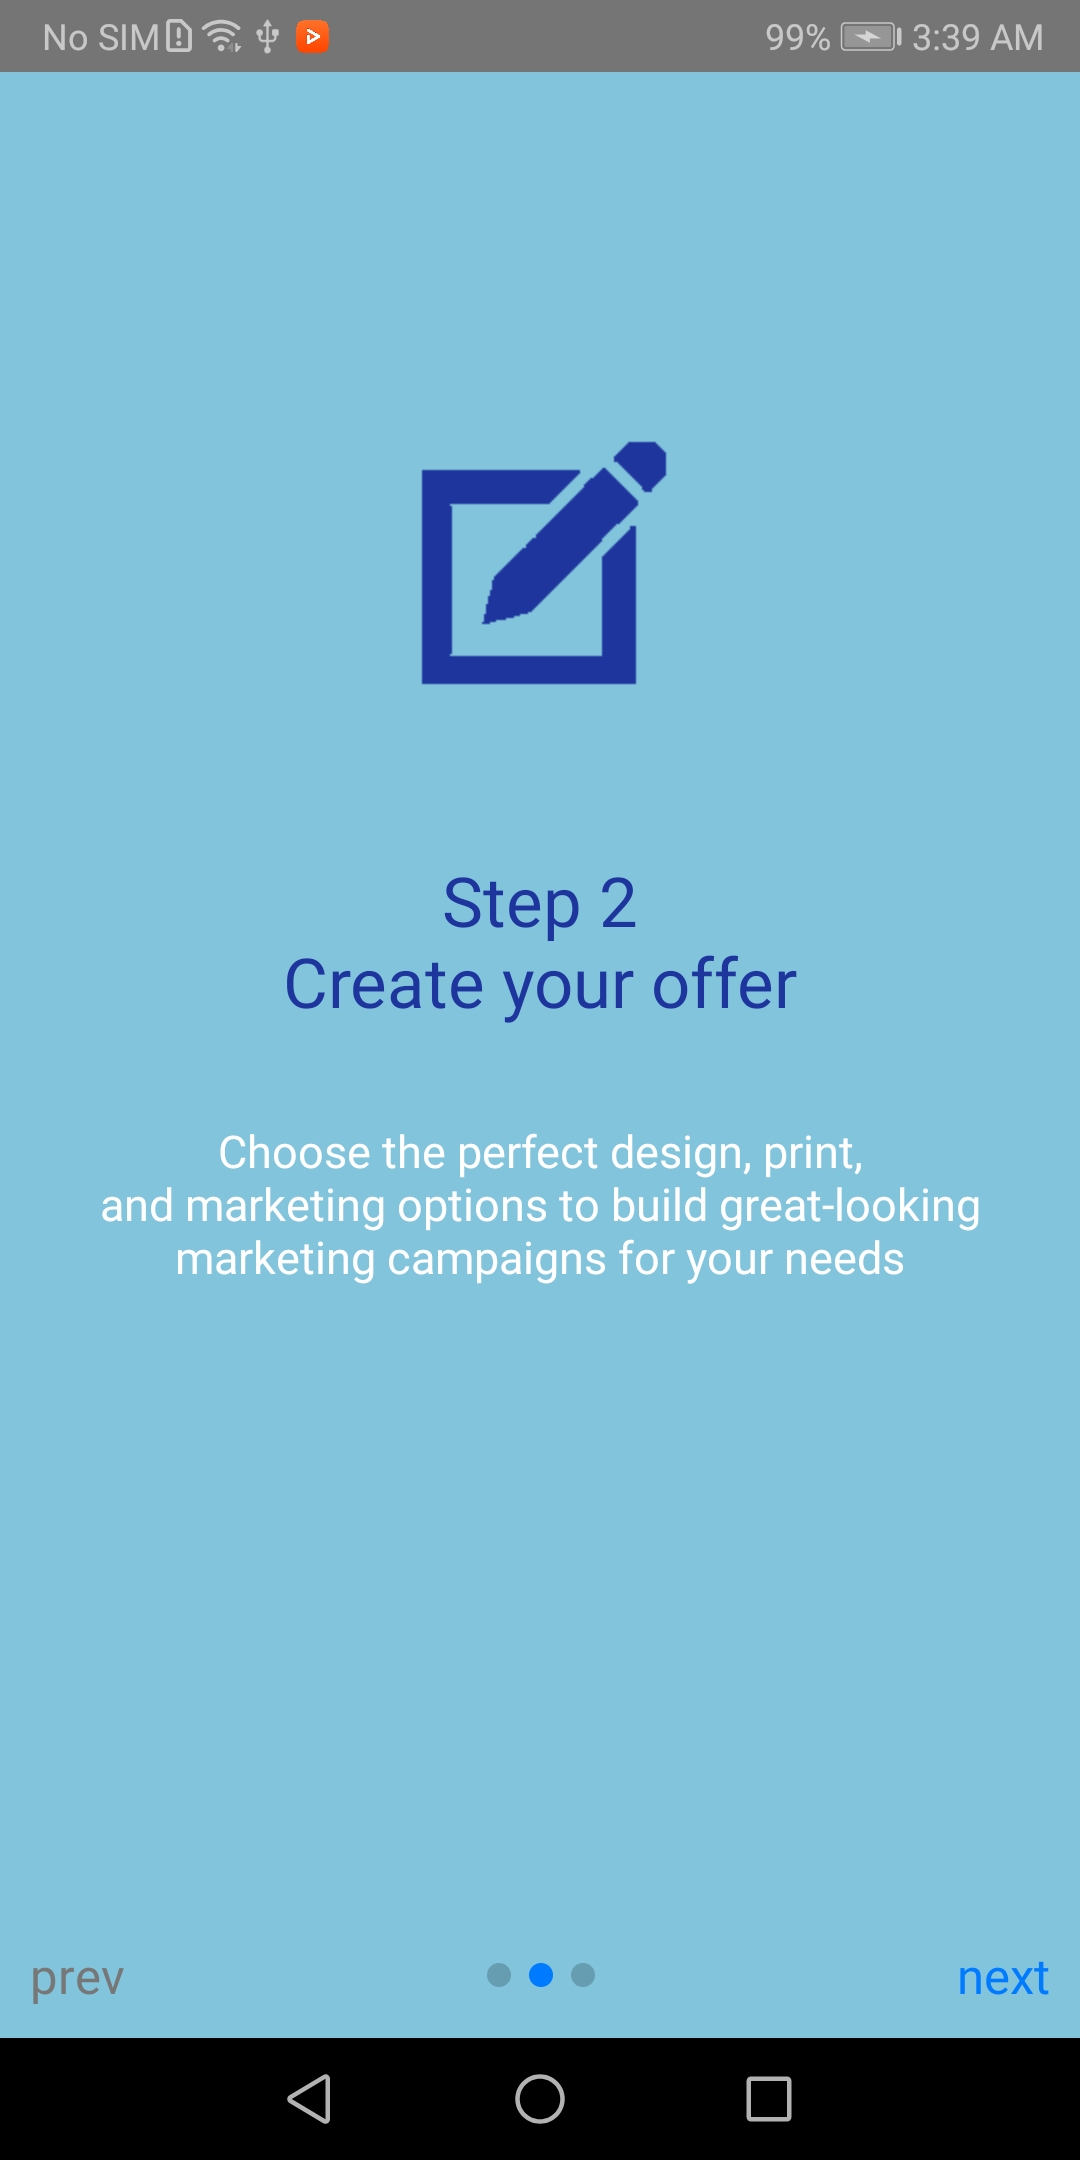 No SIM
99%
3:39 AM
Step 2
Create your offer
Choose the perfect design, print,
and marketing options to build great-looking
marketing campaigns for your needs
prev
next